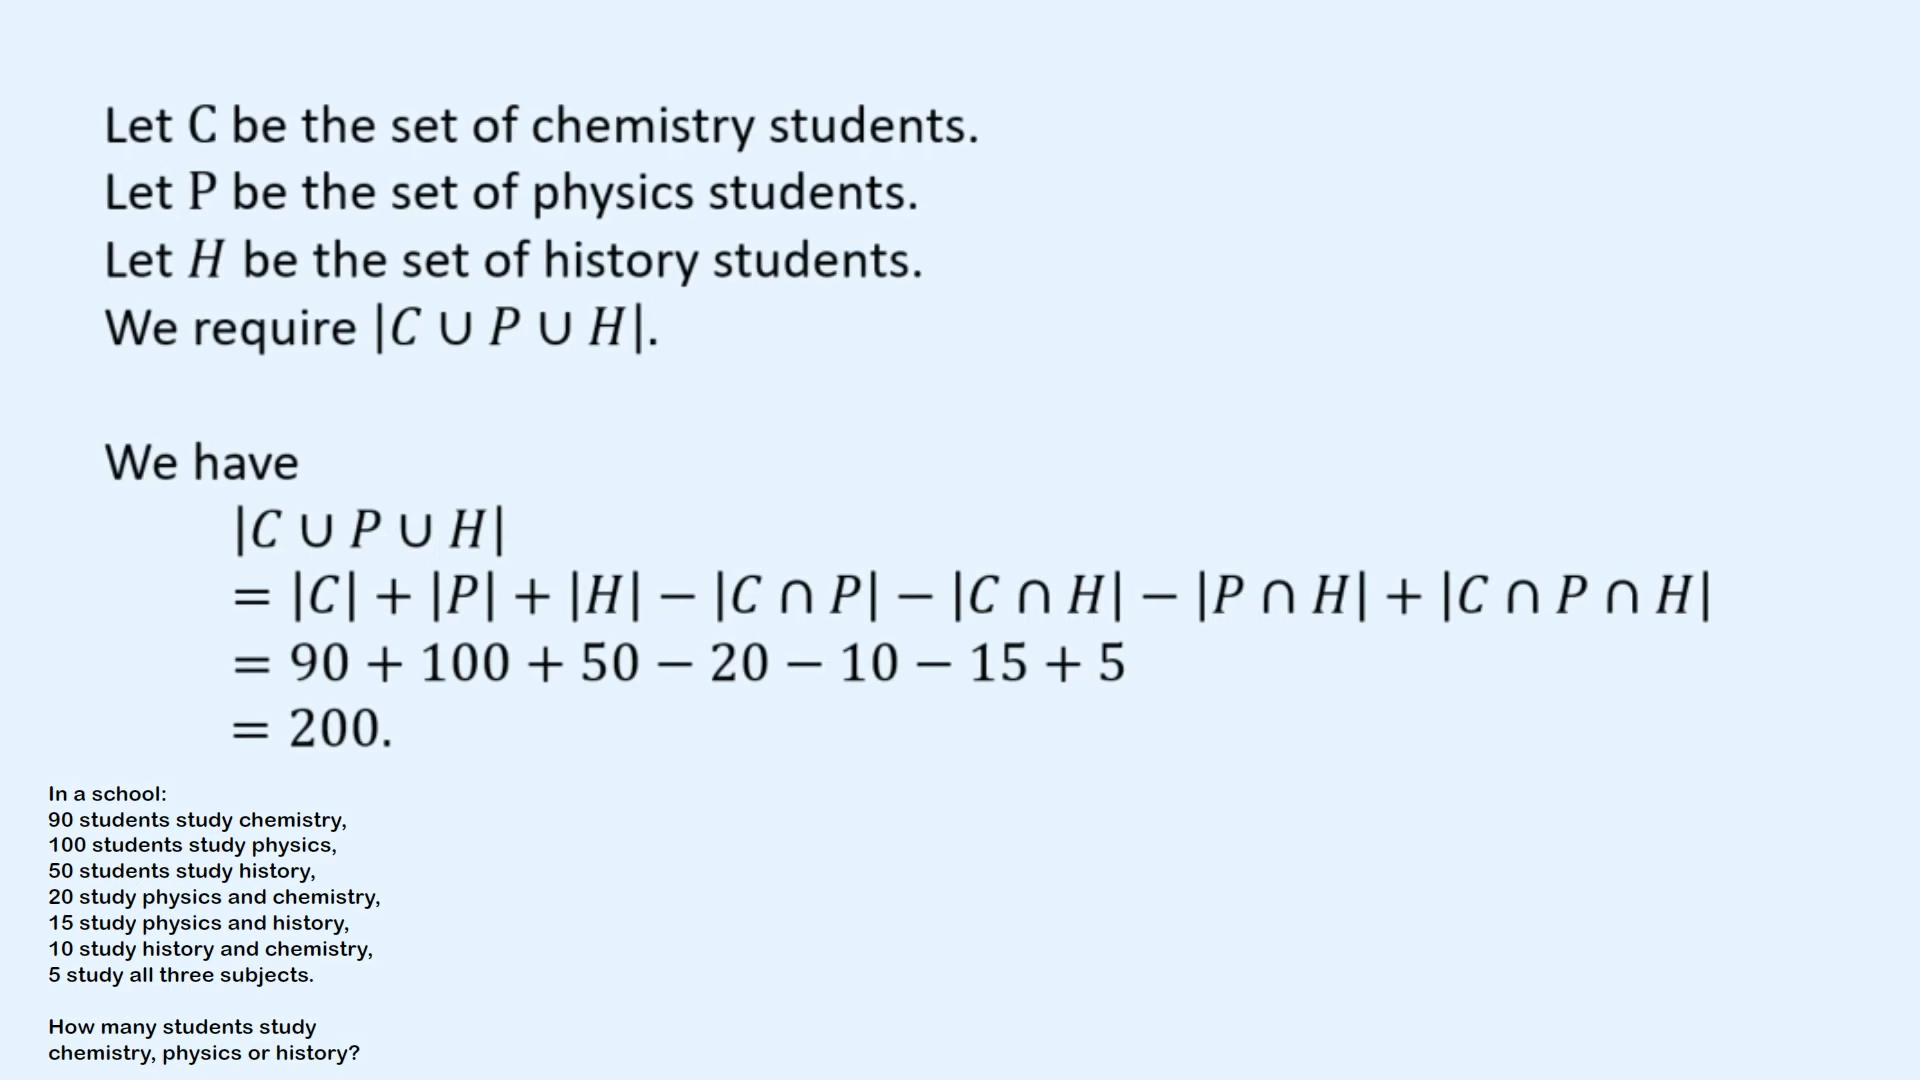 Let C be the set of chemistry students.
Let P be the set of physics students.
Let H be the set of history students.
We require |C ∪ P ∪ H|.
We have
|C ∪ P ∪ H|
= |C| + |P| + |H| − |C ∩ P| − |C ∩ H| − |P ∩ H| + |C ∩ P ∩ H|
= 90 + 100 + 50 − 20 − 10 − 15 + 5
= 200.
In a school:
90 students study chemistry,
100 students study physics,
50 students study history,
20 study physics and chemistry,
15 study physics and history,
10 study history and chemistry,
5 study all three subjects.
How many students study
chemistry, physics or history?